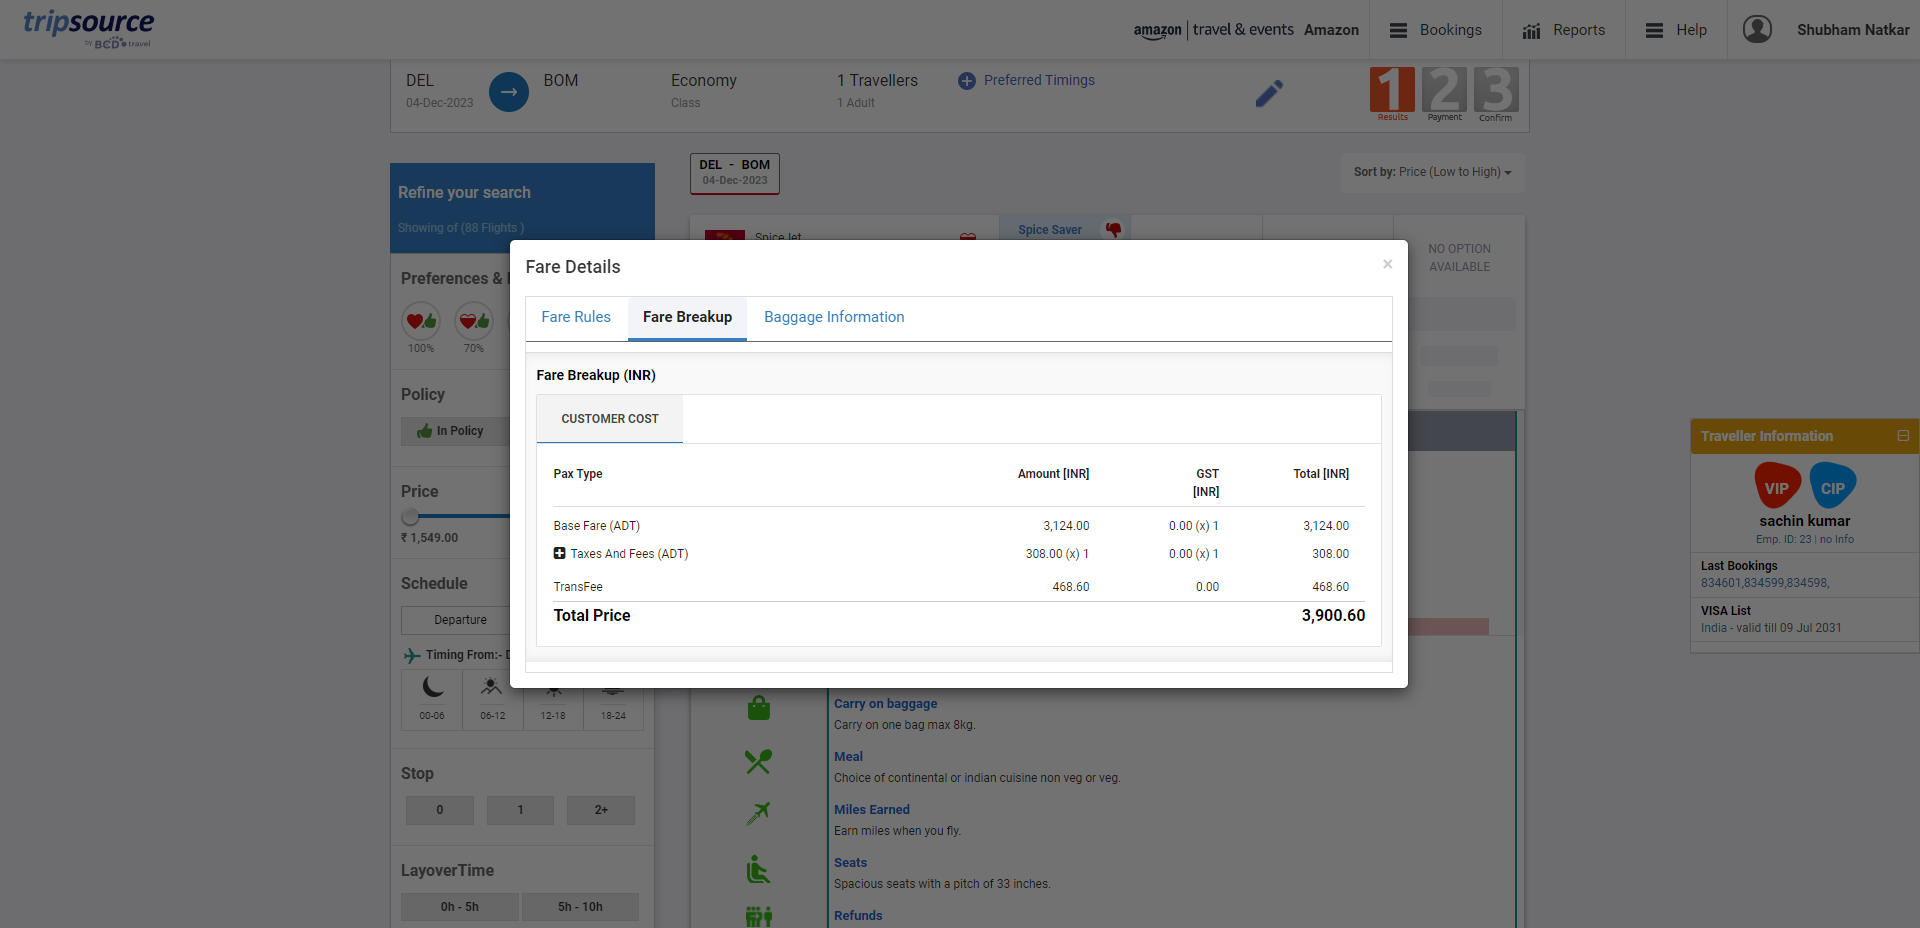 tripsource
by BCD travel
amazon | travel & events Amazon
Bookings
Reports
Help
Shubham Natkar
DEL
04-Dec-2023
BOM
Economy
Class
1 Travellers
1 Adult
Preferred Timings
1 2 3
Results Payment Confirm
Refine your search
Showing of (88 Flights )
DEL - BOM
04-Dec-2023
Sort by: Price (Low to High)
SpiceJet
Spice Saver
NO OPTION
AVAILABLE
Preferences &
100% 70%
Policy
In Policy
Price
₹ 1,549.00
Schedule
Departure
Timing From:-
00-06 06-12 12-18 18-24
Stop
0 1 2+
LayoverTime
0h - 5h 5h - 10h
Fare Details
×
Fare Rules Fare Breakup Baggage Information
Fare Breakup (INR)
CUSTOMER COST
Pax Type Amount [INR] GST [INR] Total [INR]
Base Fare (ADT) 3,124.00 0.00 (x) 1 3,124.00
Taxes And Fees (ADT) 308.00 (x) 1 0.00 (x) 1 308.00
TransFee 468.60 0.00 468.60
Total Price 3,900.60
Carry on baggage
Carry on one bag max 8kg.
Meal
Choice of continental or indian cuisine non veg or veg.
Miles Earned
Earn miles when you fly.
Seats
Spacious seats with a pitch of 33 inches.
Refunds
Traveller Information
VIP CIP
sachin kumar
Emp. ID: 23 | no Info
Last Bookings
834601,834599,834598,
VISA List
India - valid till 09 Jul 2031